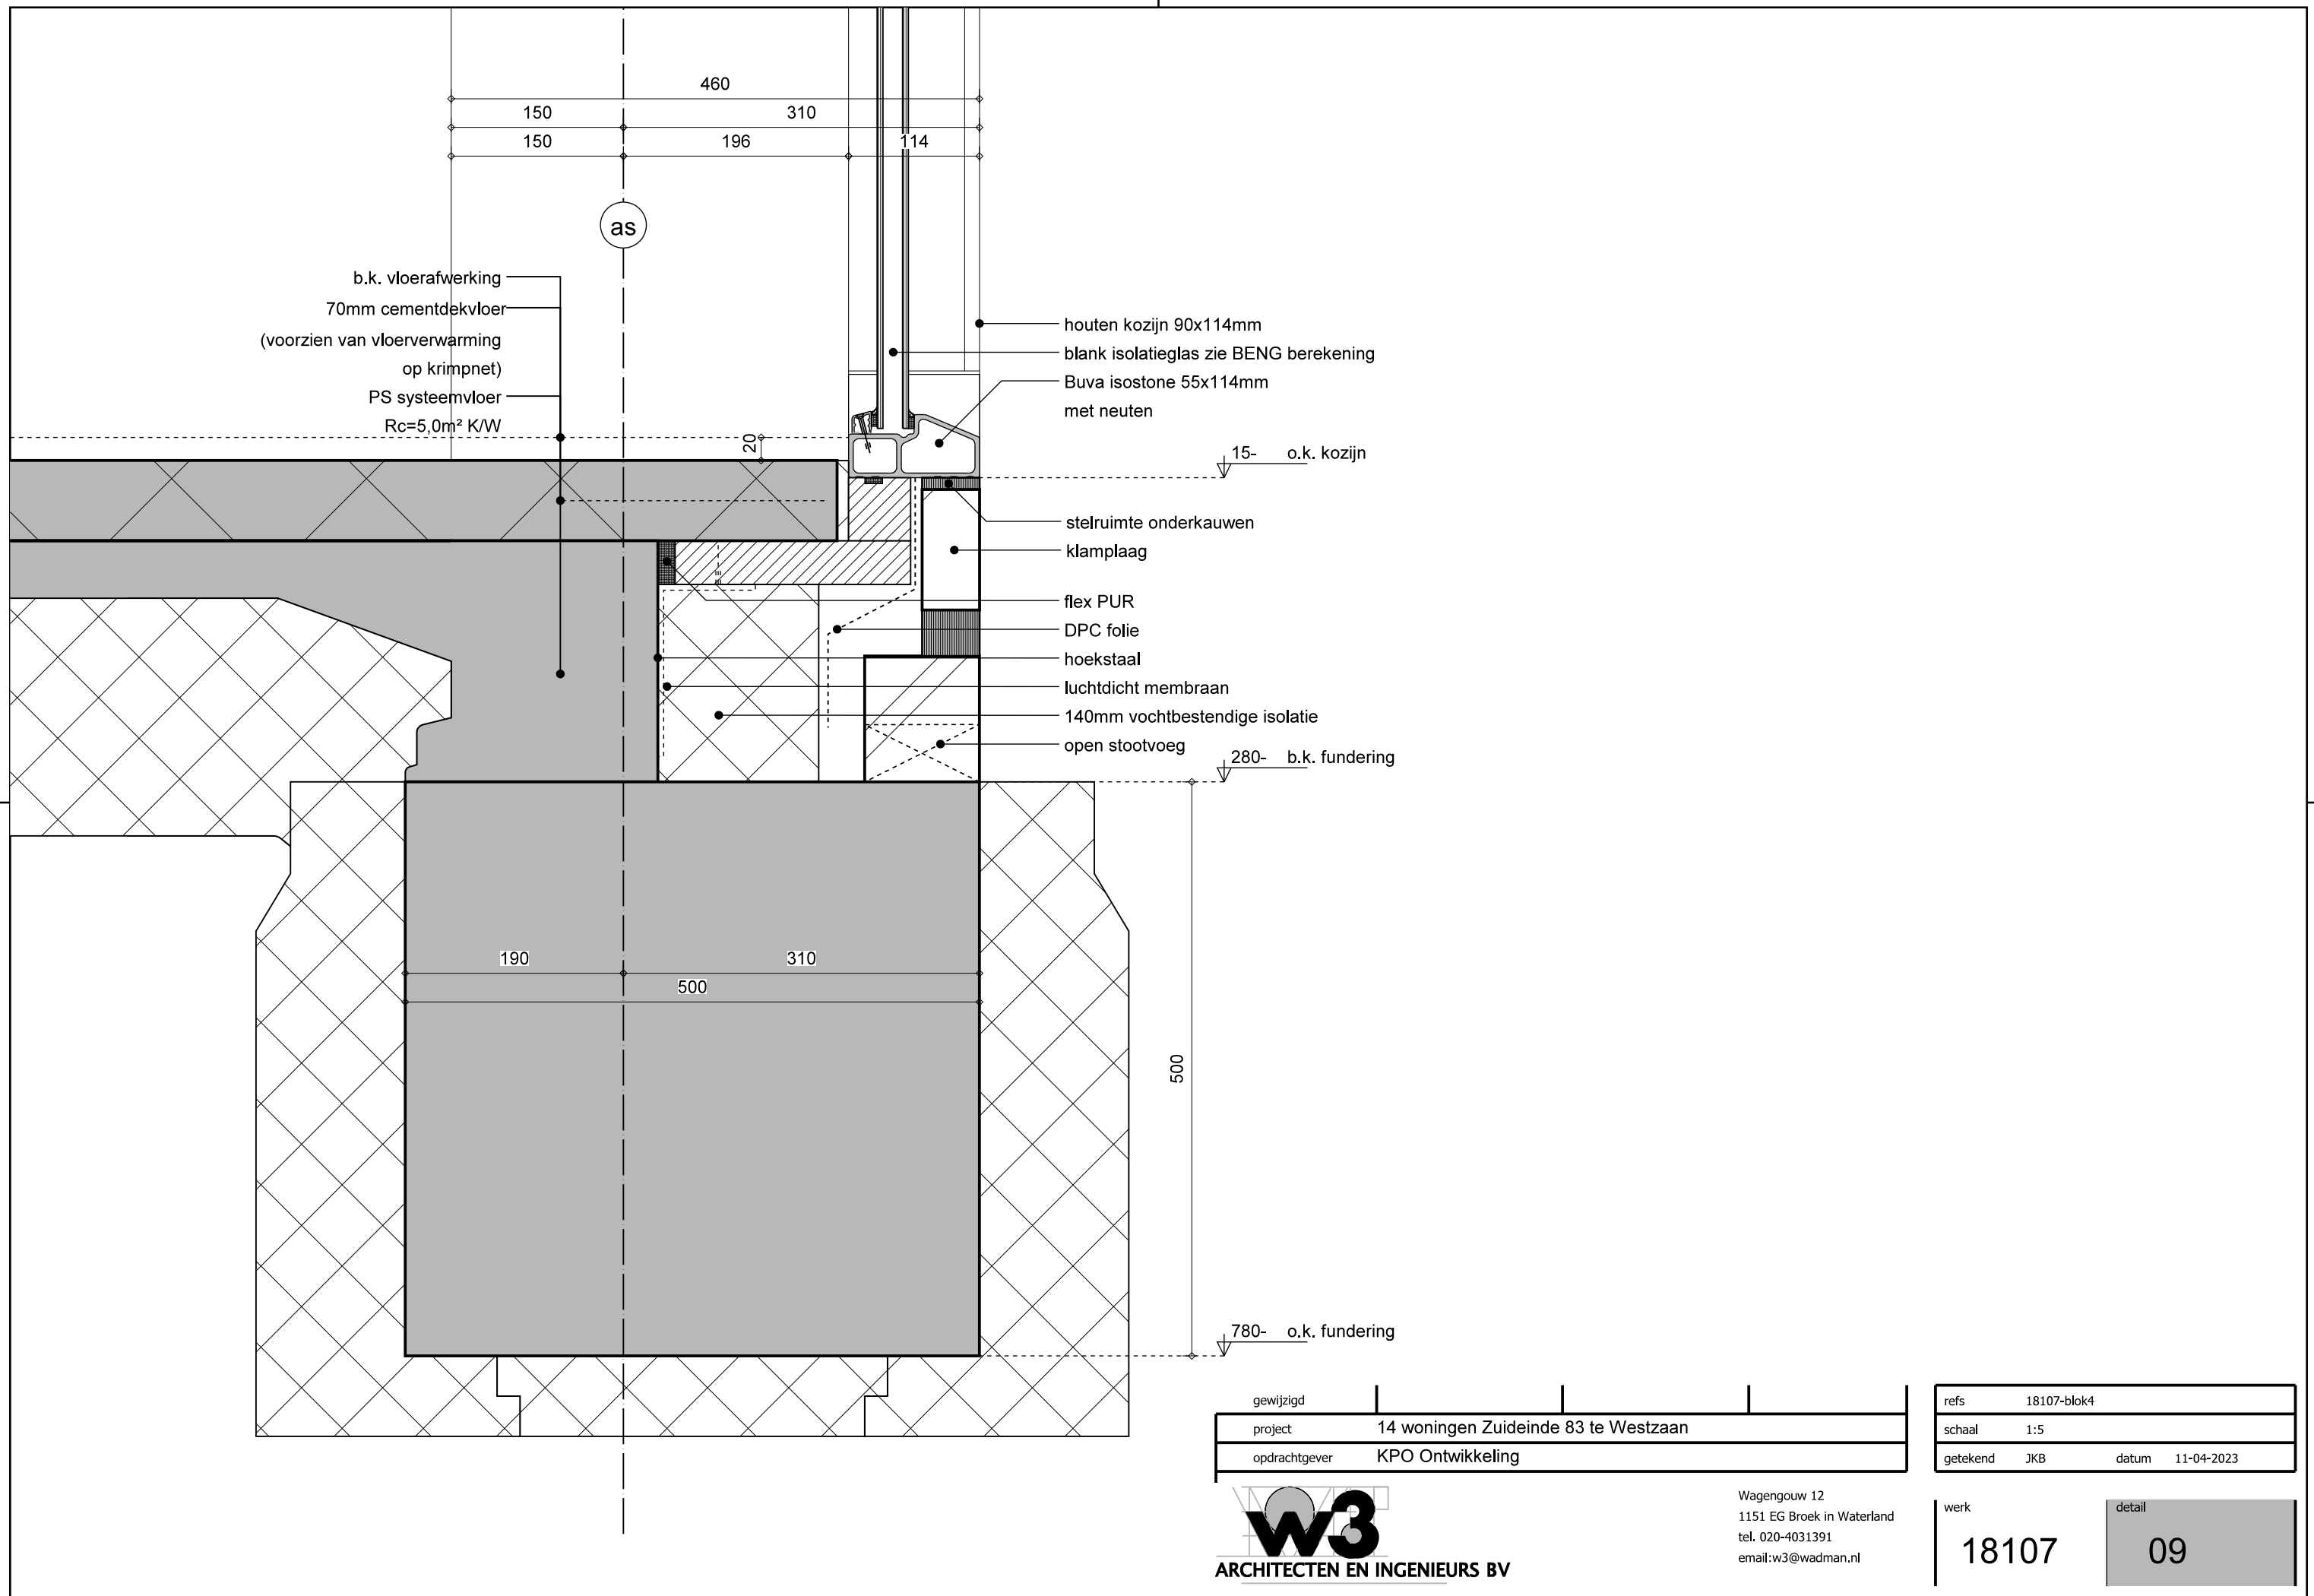 460
150
310
150
196
114
as
b.k. vloerafwerking
70mm cementdekvloer
(voorzien van vloerverwarming
op krimpnet)
PS systeemvloer
Rc=5,0m² K/W
20
houten kozijn 90x114mm
blank isolatieglas zie BENG berekening
Buva isostone 55x114mm
met neuten
15- o.k. kozijn
stelruimte onderkauwen
klamplaag
flex PUR
DPC folie
hoekstaal
luchtdicht membraan
140mm vochtbestendige isolatie
open stootvoeg
280- b.k. fundering
190
310
500
500
780- o.k. fundering
gewijzigd
project 14 woningen Zuideinde 83 te Westzaan
opdrachtgever KPO Ontwikkeling
refs 18107-blok4
schaal 1:5
getekend JKB datum 11-04-2023
w3
ARCHITECTEN EN INGENIEURS BV
Wagengouw 12
1151 EG Broek in Waterland
tel. 020-4031391
email:w3@wadman.nl
werk
18107
detail
09